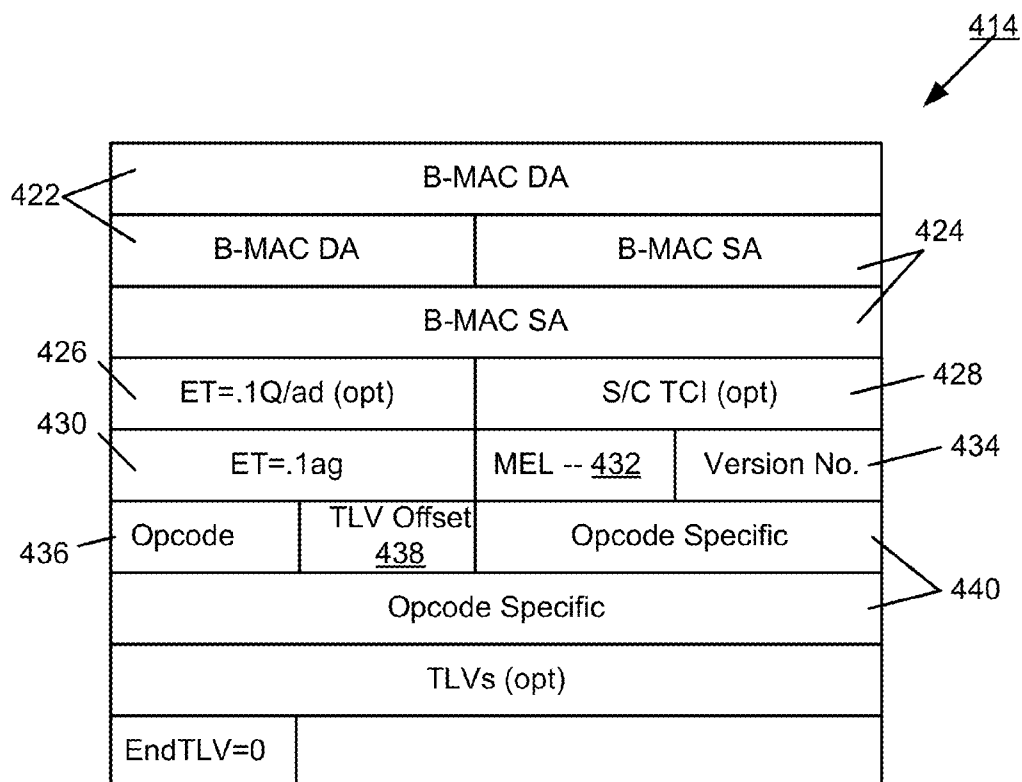 414
B-MAC DA
422
B-MAC DA B-MAC SA
424
B-MAC SA
426
ET=.1Q/ad (opt) S/C TCI (opt)
428
430
ET=.1ag MEL -- 432 Version No.
434
436
Opcode TLV Offset 438 Opcode Specific
440
Opcode Specific
TLVs (opt)
EndTLV=0